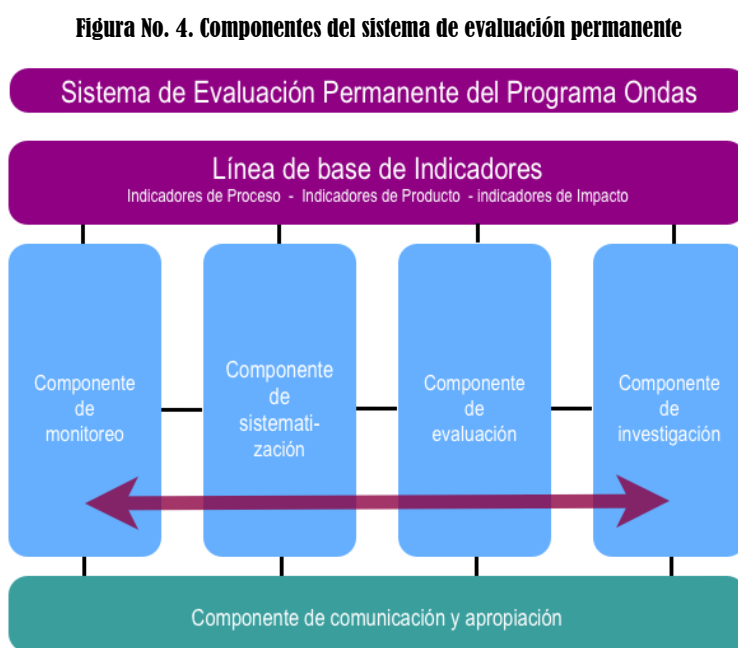 Figura No. 4. Componentes del sistema de evaluación permanente
Sistema de Evaluación Permanente del Programa Ondas
Línea de base de Indicadores
Indicadores de Proceso - Indicadores de Producto - indicadores de Impacto
Componente
de
monitoreo
Componente
de
sistemati-
zación
Componente
de
evaluación
Componente
de
investigación
Componente de comunicación y apropiación